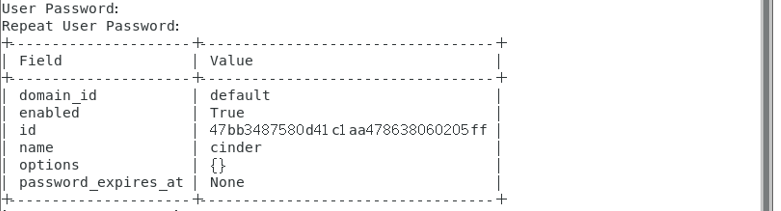 User Password:
Repeat User Password:
+---------------------+----------------------------------+
| Field               | Value                            |
+---------------------+----------------------------------+
| domain_id           | default                          |
| enabled             | True                             |
| id                  | 47bb3487580d41c1aa478638060205ff |
| name                | cinder                           |
| options             | {}                               |
| password_expires_at | None                             |
+---------------------+----------------------------------+